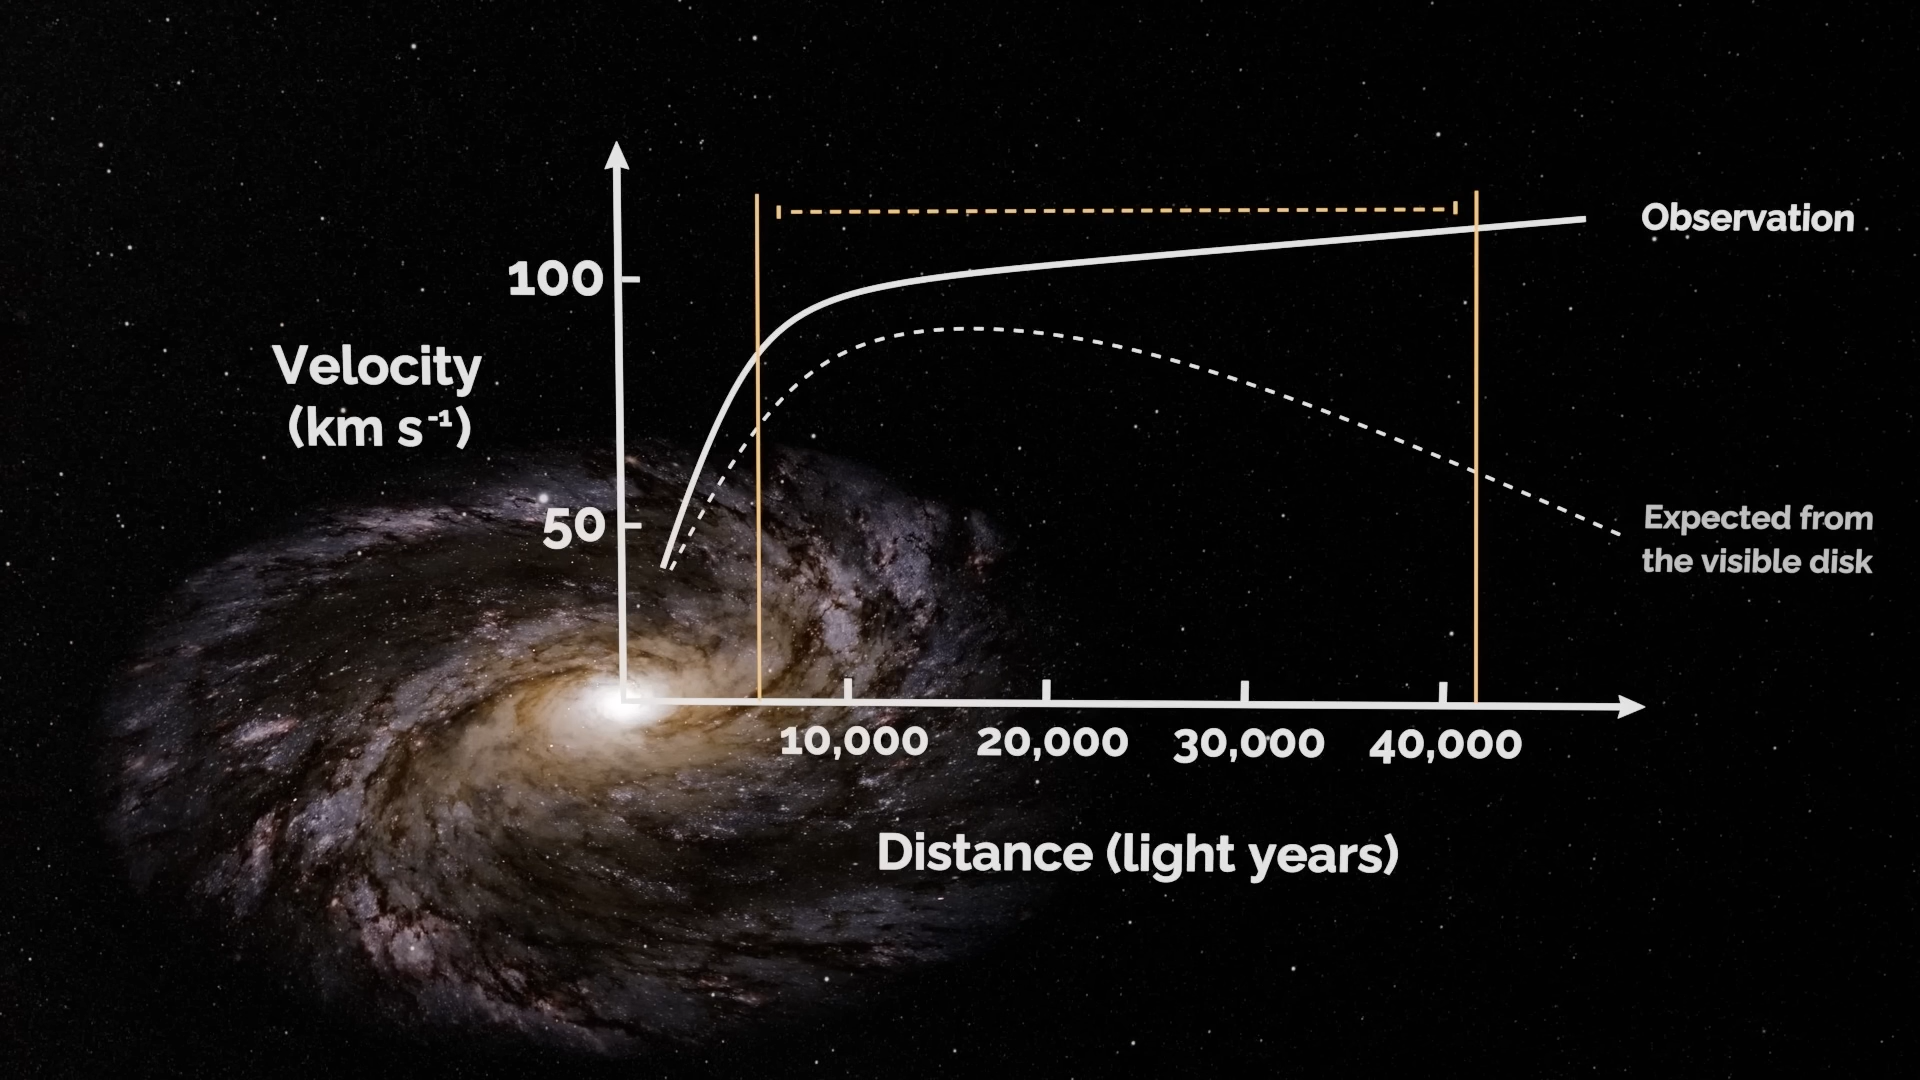 Observation
100
Velocity
(km s⁻¹)
50
Expected from
the visible disk
10,000 20,000 30,000 40,000
Distance (light years)